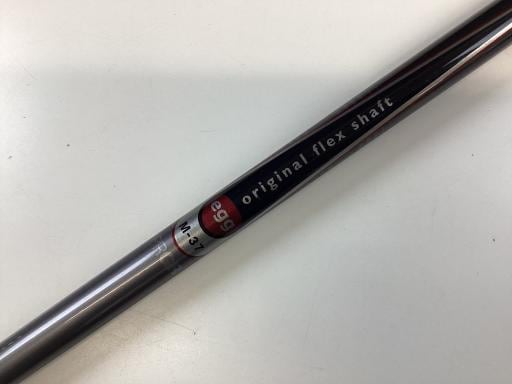 egg original flex shaft
M-37
R